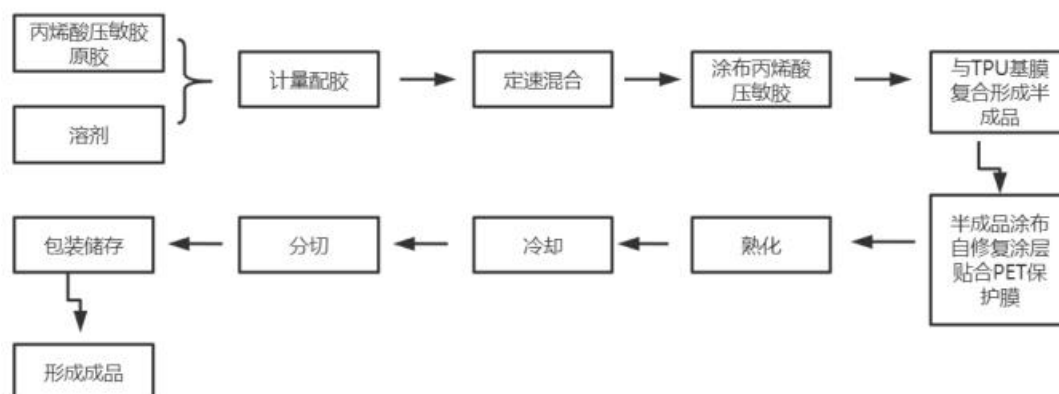 丙烯酸压敏胶
原胶
溶剂
计量配胶
定速混合
涂布丙烯酸
压敏胶
与TPU基膜
复合形成半
成品
半成品涂布
自修复涂层
贴合PET保
护膜
熟化
冷却
分切
包装储存
形成成品